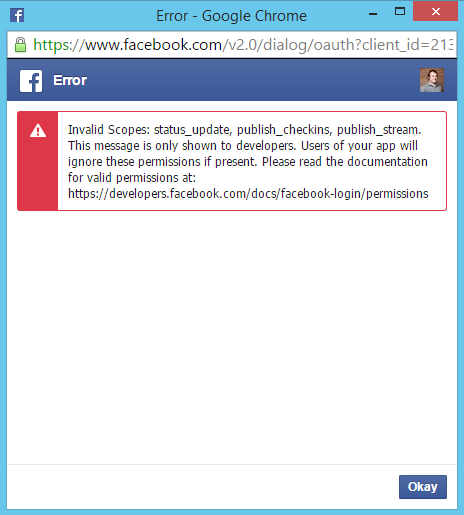 Error - Google Chrome
https://www.facebook.com/v2.0/dialog/oauth?client_id=213
Error
Invalid Scopes: status_update, publish_checkins, publish_stream.
This message is only shown to developers. Users of your app will
ignore these permissions if present. Please read the documentation
for valid permissions at:
https://developers.facebook.com/docs/facebook-login/permissions
Okay